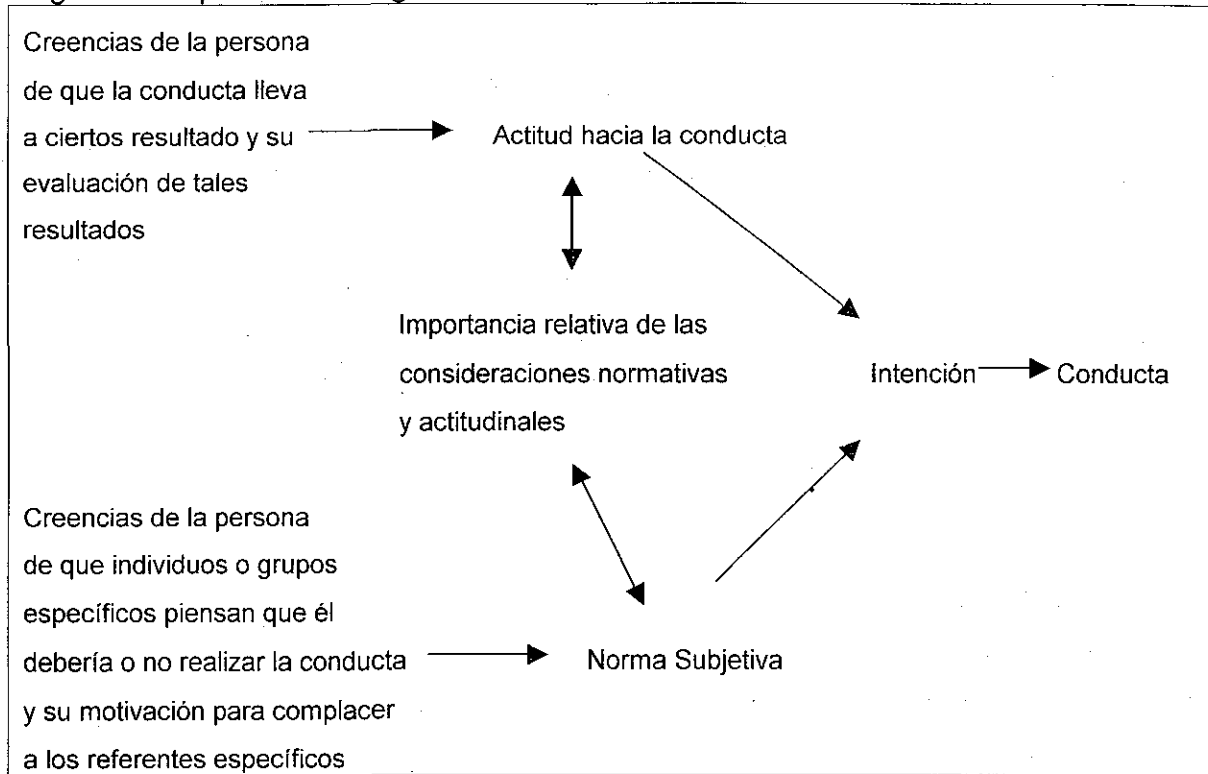 Creencias de la persona
de que la conducta lleva
a ciertos resultado y su
evaluación de tales
resultados
Actitud hacia la conducta
Importancia relativa de las
consideraciones normativas
y actitudinales
Intención
Conducta
Creencias de la persona
de que individuos o grupos
específicos piensan que él
debería o no realizar la conducta
y su motivación para complacer
a los referentes específicos
Norma Subjetiva